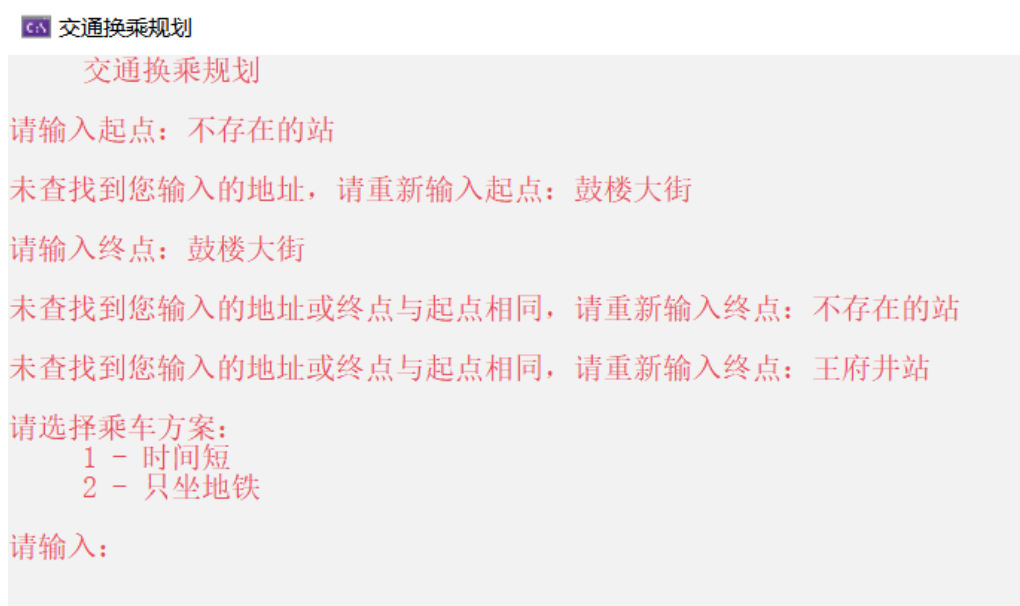 C:\ 交通换乘规划
交通换乘规划
请输入起点：不存在的站
未查找到您输入的地址，请重新输入起点：鼓楼大街
请输入终点：鼓楼大街
未查找到您输入的地址或终点与起点相同，请重新输入终点：不存在的站
未查找到您输入的地址或终点与起点相同，请重新输入终点：王府井站
请选择乘车方案：
1 - 时间短
2 - 只坐地铁
请输入：